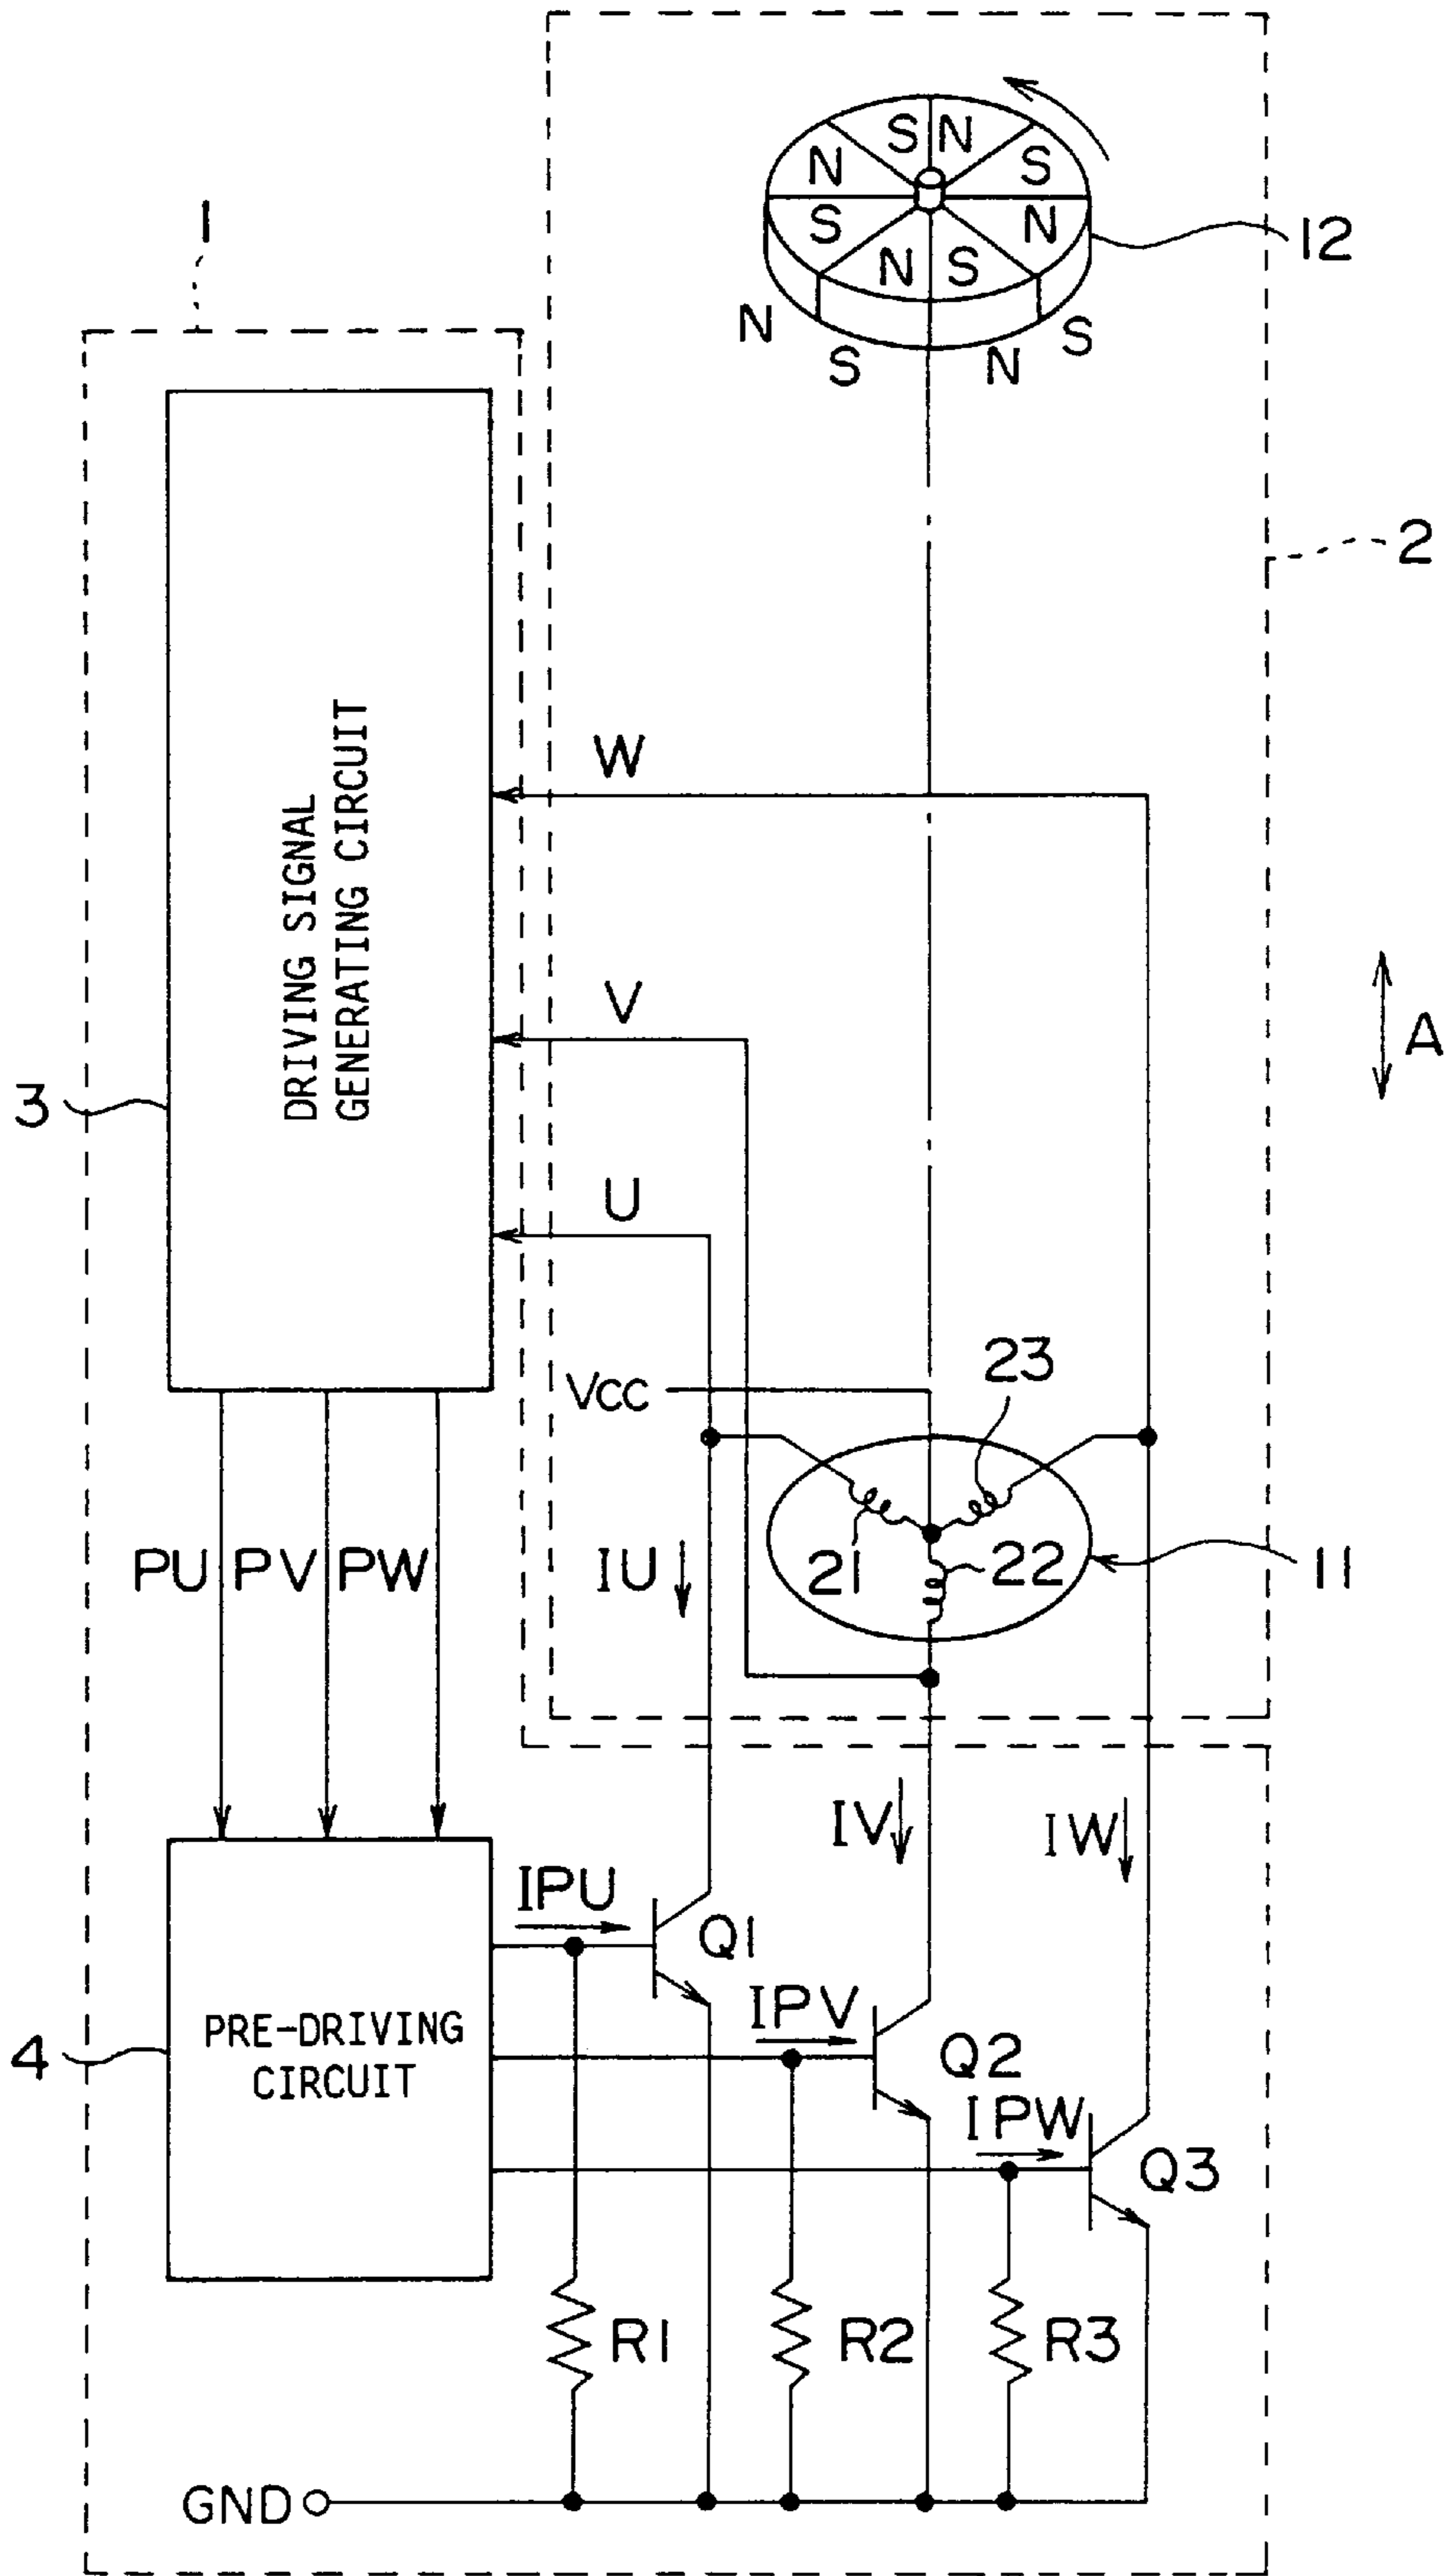 S N
N S
S N
N S
N S
S N
12
1
2
W
DRIVING SIGNAL
GENERATING CIRCUIT
V
A
3
U
23
VCC
PU PV PW
IU
21
22
11
IV
IW
IPU
Q1
IPV
Q2
PRE-DRIVING
CIRCUIT
4
IPW
Q3
R1
R2
R3
GND